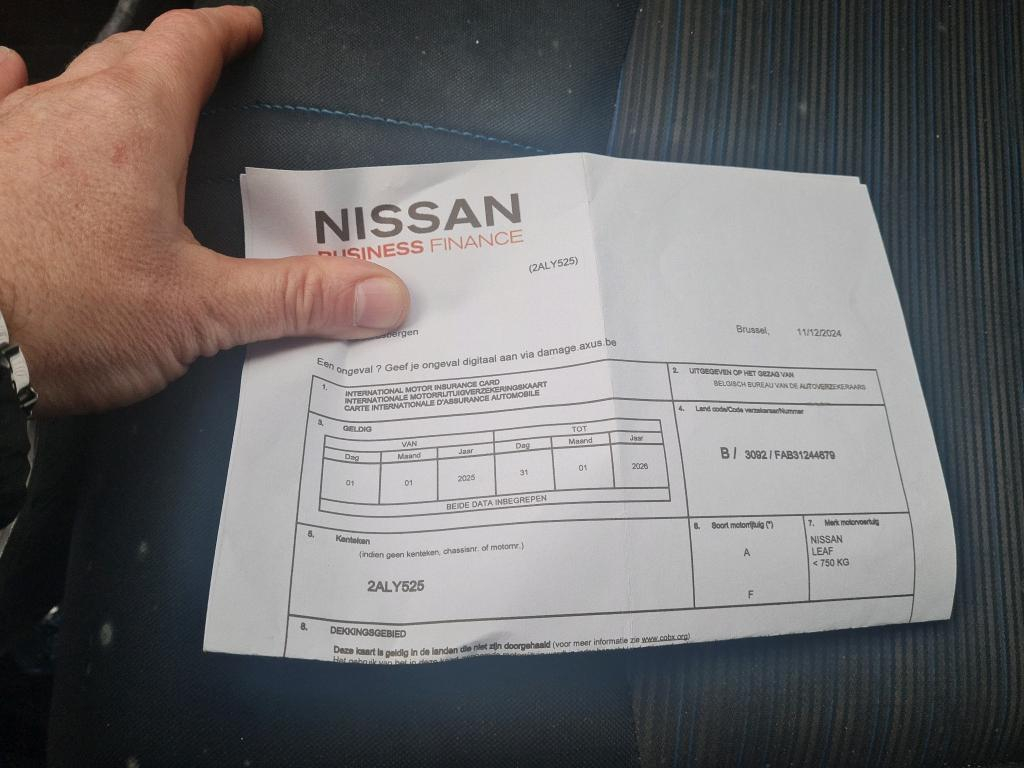 NISSAN
BUSINESS FINANCE
(2ALY525)
Brussel, 11/12/2024
Een ongeval ? Geef je ongeval digitaal aan via damage.axus.be
1. INTERNATIONAL MOTOR INSURANCE CARD
INTERNATIONALE MOTORRIJTUIGVERZEKERINGSKAART
CARTE INTERNATIONALE D'ASSURANCE AUTOMOBILE
2. UITGEGEVEN OP HET GEZAG VAN
BELGISCH BUREAU VAN DE AUTOVERZEKERAARS
3. GELDIG
VAN TOT
Dag Maand Jaar Dag Maand Jaar
01 01 2025 31 01 2026
BEIDE DATA INBEGREPEN
4. Land code/Code verzekeraar/Nummer
B / 3092 / FAB31244679
5. Kenteken
(indien geen kenteken, chassisnr. of motornr.)
2ALY525
6. Soort motorrijtuig (*)
A
F
7. Merk motorvoertuig
NISSAN
LEAF
< 750 KG
8. DEKKINGSGEBIED
Deze kaart is geldig in de landen die niet zijn doorgehaald (voor meer informatie zie www.cobx.org)